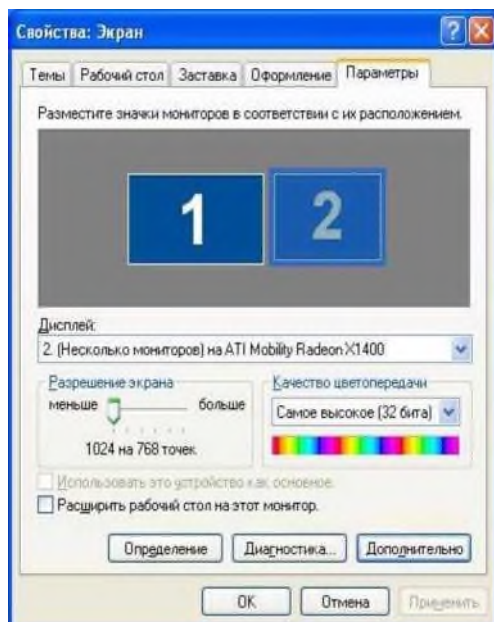 Свойства: Экран
Темы Рабочий стол Заставка Оформление Параметры
Разместите значки мониторов в соответствии с их расположением.
1 2
Дисплей:
2. (Несколько мониторов) на ATI Mobility Radeon X1400
Разрешение экрана
меньше больше
1024 на 768 точек.
Качество цветопередачи
Самое высокое (32 бита)
Использовать это устройство как основное.
Расширить рабочий стол на этот монитор.
Определение Диагностика... Дополнительно
OK Отмена Применить